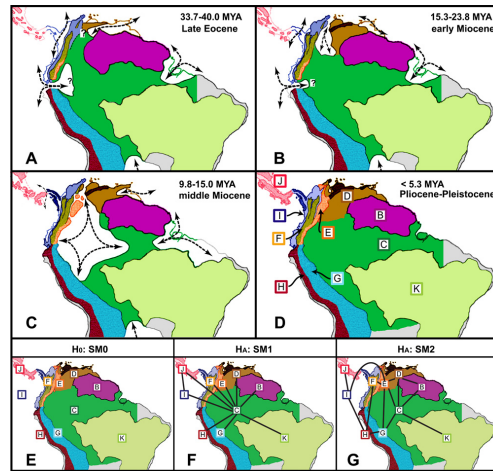 33.7-40.0 MYA
Late Eocene
?
A
15.3-23.8 MYA
early Miocene
?
B
9.8-15.0 MYA
middle Miocene
C
< 5.3 MYA
Pliocene-Pleistocene
J
I
F
H
E
D
B
C
G
K
D
H0: SM0
J
I
H
F
E
D
B
C
G
K
E
HA: SM1
J
I
H
F
E
D
B
C
G
K
F
HA: SM2
J
I
H
F
E
D
B
C
G
K
G